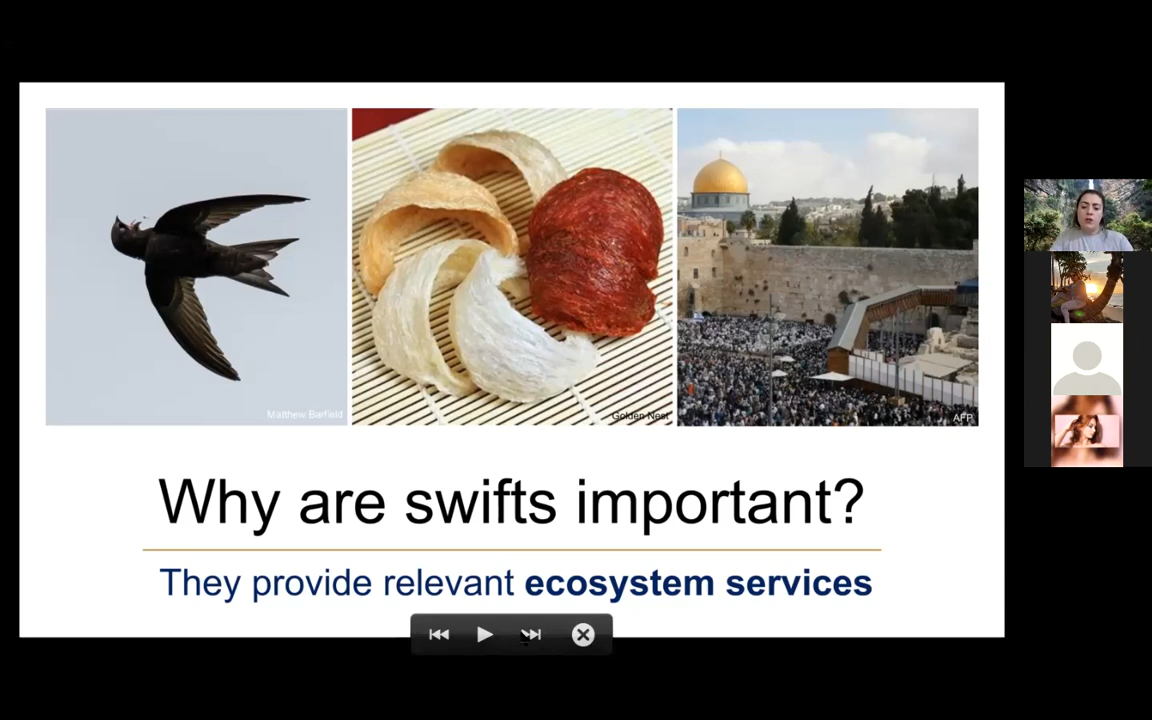 Matthew Barfield
Golden Nest
AFP
Why are swifts important?
They provide relevant ecosystem services